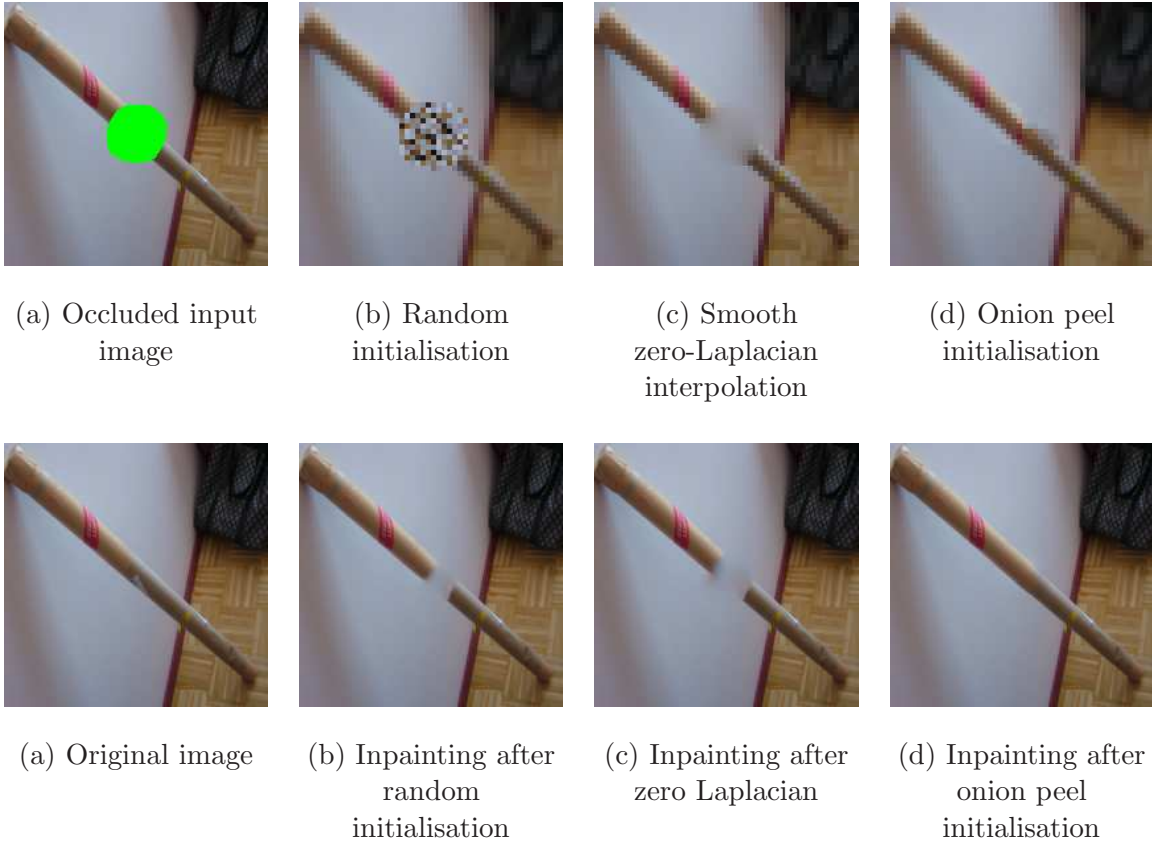 (a) Occluded input
image
(b) Random
initialisation
(c) Smooth
zero-Laplacian
interpolation
(d) Onion peel
initialisation
(a) Original image
(b) Inpainting after
random
initialisation
(c) Inpainting after
zero Laplacian
(d) Inpainting after
onion peel
initialisation